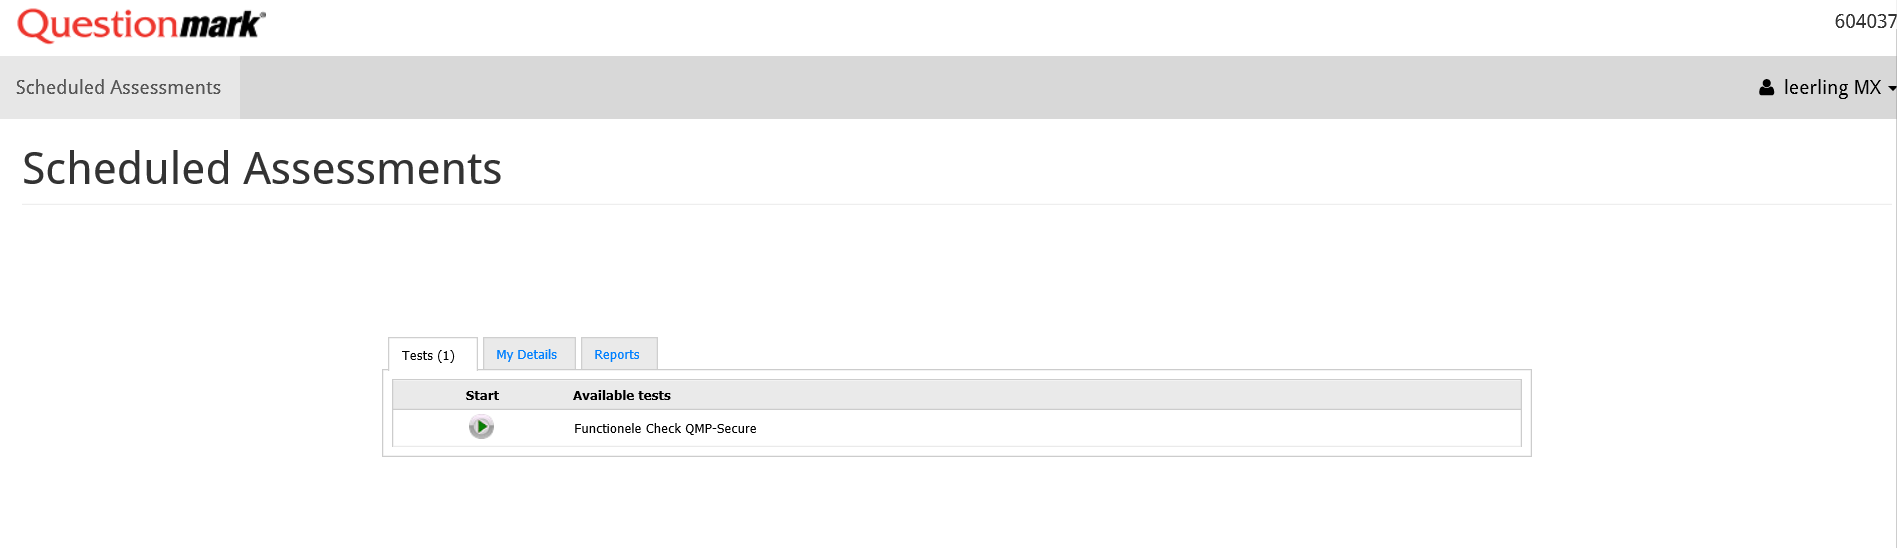 Questionmark®
604037
Scheduled Assessments
leerling MX
Scheduled Assessments
Tests (1) My Details Reports
Start Available tests
Functionele Check QMP-Secure